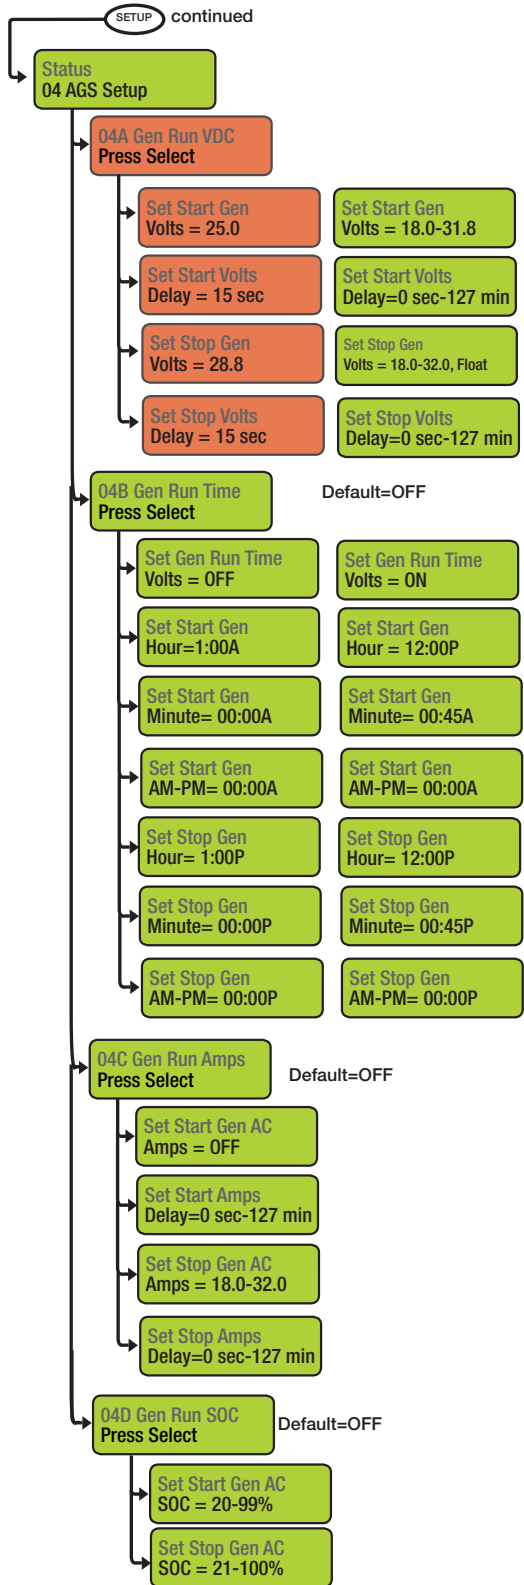 SETUP continued
Status
04 AGS Setup
04A Gen Run VDC
Press Select
Set Start Gen
Volts = 25.0
Set Start Gen
Volts = 18.0-31.8
Set Start Volts
Delay = 15 sec
Set Start Volts
Delay=0 sec-127 min
Set Stop Gen
Volts = 28.8
Set Stop Gen
Volts = 18.0-32.0, Float
Set Stop Volts
Delay = 15 sec
Set Stop Volts
Delay=0 sec-127 min
04B Gen Run Time
Press Select
Default=OFF
Set Gen Run Time
Volts = OFF
Set Gen Run Time
Volts = ON
Set Start Gen
Hour=1:00A
Set Start Gen
Hour = 12:00P
Set Start Gen
Minute= 00:00A
Set Start Gen
Minute= 00:45A
Set Start Gen
AM-PM= 00:00A
Set Start Gen
AM-PM= 00:00A
Set Stop Gen
Hour= 1:00P
Set Stop Gen
Hour= 12:00P
Set Stop Gen
Minute= 00:00P
Set Stop Gen
Minute= 00:45P
Set Stop Gen
AM-PM= 00:00P
Set Stop Gen
AM-PM= 00:00P
04C Gen Run Amps
Press Select
Default=OFF
Set Start Gen AC
Amps = OFF
Set Start Amps
Delay=0 sec-127 min
Set Stop Gen AC
Amps = 18.0-32.0
Set Stop Amps
Delay=0 sec-127 min
04D Gen Run SOC
Press Select
Default=OFF
Set Start Gen AC
SOC = 20-99%
Set Stop Gen AC
SOC = 21-100%